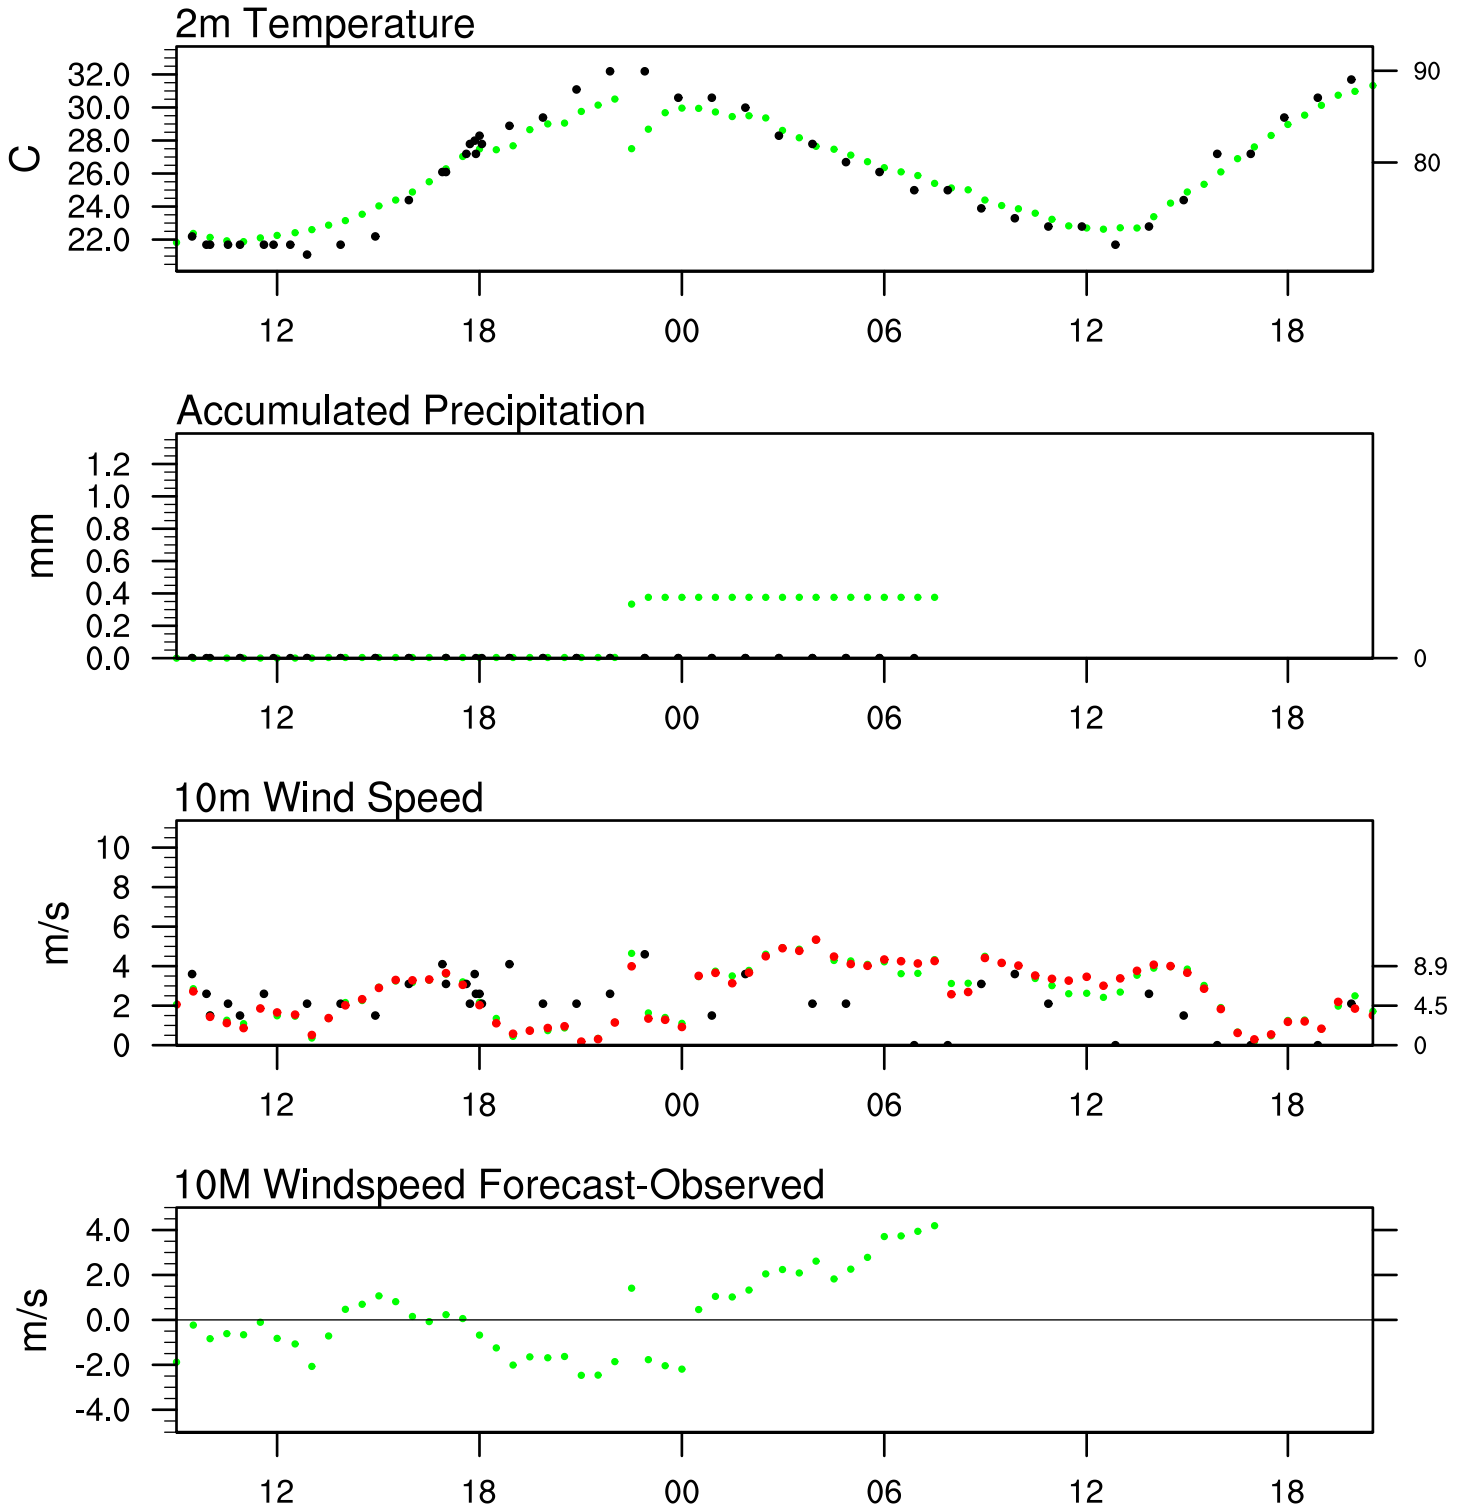 2m Temperature
32.0
30.0
28.0
26.0
24.0
22.0
C
90
80
12 18 00 06 12 18
Accumulated Precipitation
1.2
1.0
0.8
0.6
0.4
0.2
0.0
mm
0
12 18 00 06 12 18
10m Wind Speed
10
8
6
4
2
0
m/s
8.9
4.5
0
12 18 00 06 12 18
10M Windspeed Forecast-Observed
4.0
2.0
0.0
-2.0
-4.0
m/s
12 18 00 06 12 18